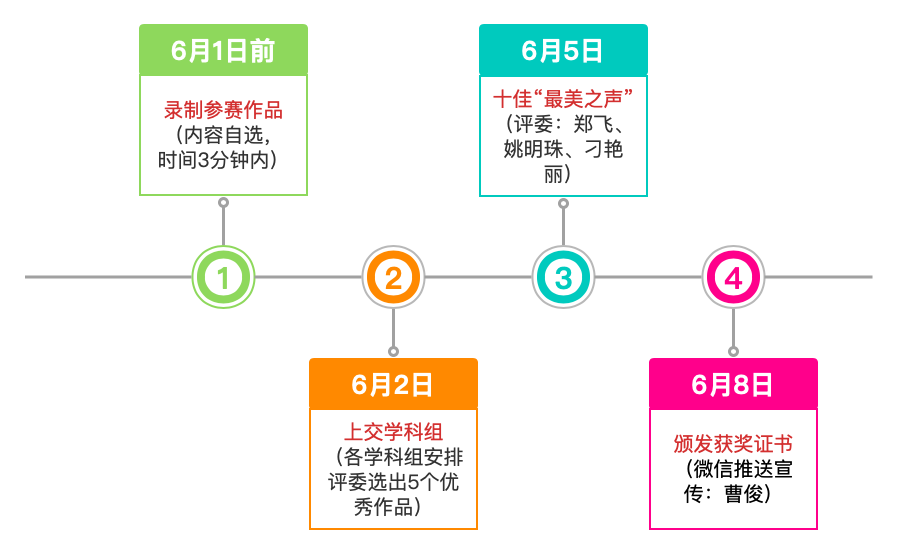 6月1日前
录制参赛作品
（内容自选，
时间3分钟内）
1
6月2日
上交学科组
（各学科组安排
评委选出5个优
秀作品）
2
6月5日
十佳“最美之声”
（评委：郑飞、
姚明珠、刁艳
丽）
3
6月8日
颁发获奖证书
（微信推送宣
传：曹俊）
4